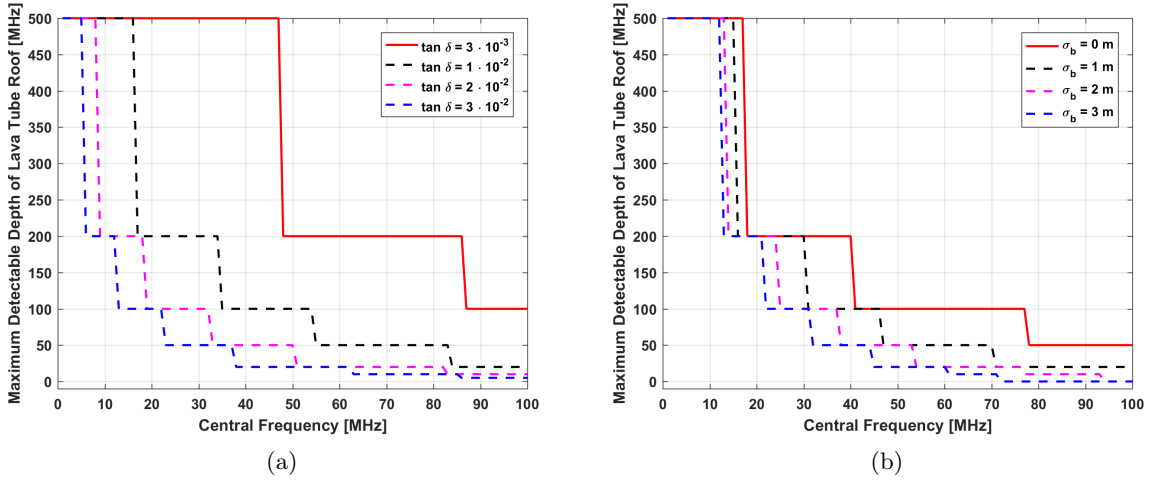 Maximum Detectable Depth of Lava Tube Roof [MHz]
500
450
400
350
300
250
200
150
100
50
0
tan δ = 3 · 10⁻³
tan δ = 1 · 10⁻²
tan δ = 2 · 10⁻²
tan δ = 3 · 10⁻²
0 10 20 30 40 50 60 70 80 90 100
Central Frequency [MHz]
(a)
Maximum Detectable Depth of Lava Tube Roof [MHz]
500
450
400
350
300
250
200
150
100
50
0
σ_b = 0 m
σ_b = 1 m
σ_b = 2 m
σ_b = 3 m
0 10 20 30 40 50 60 70 80 90 100
Central Frequency [MHz]
(b)